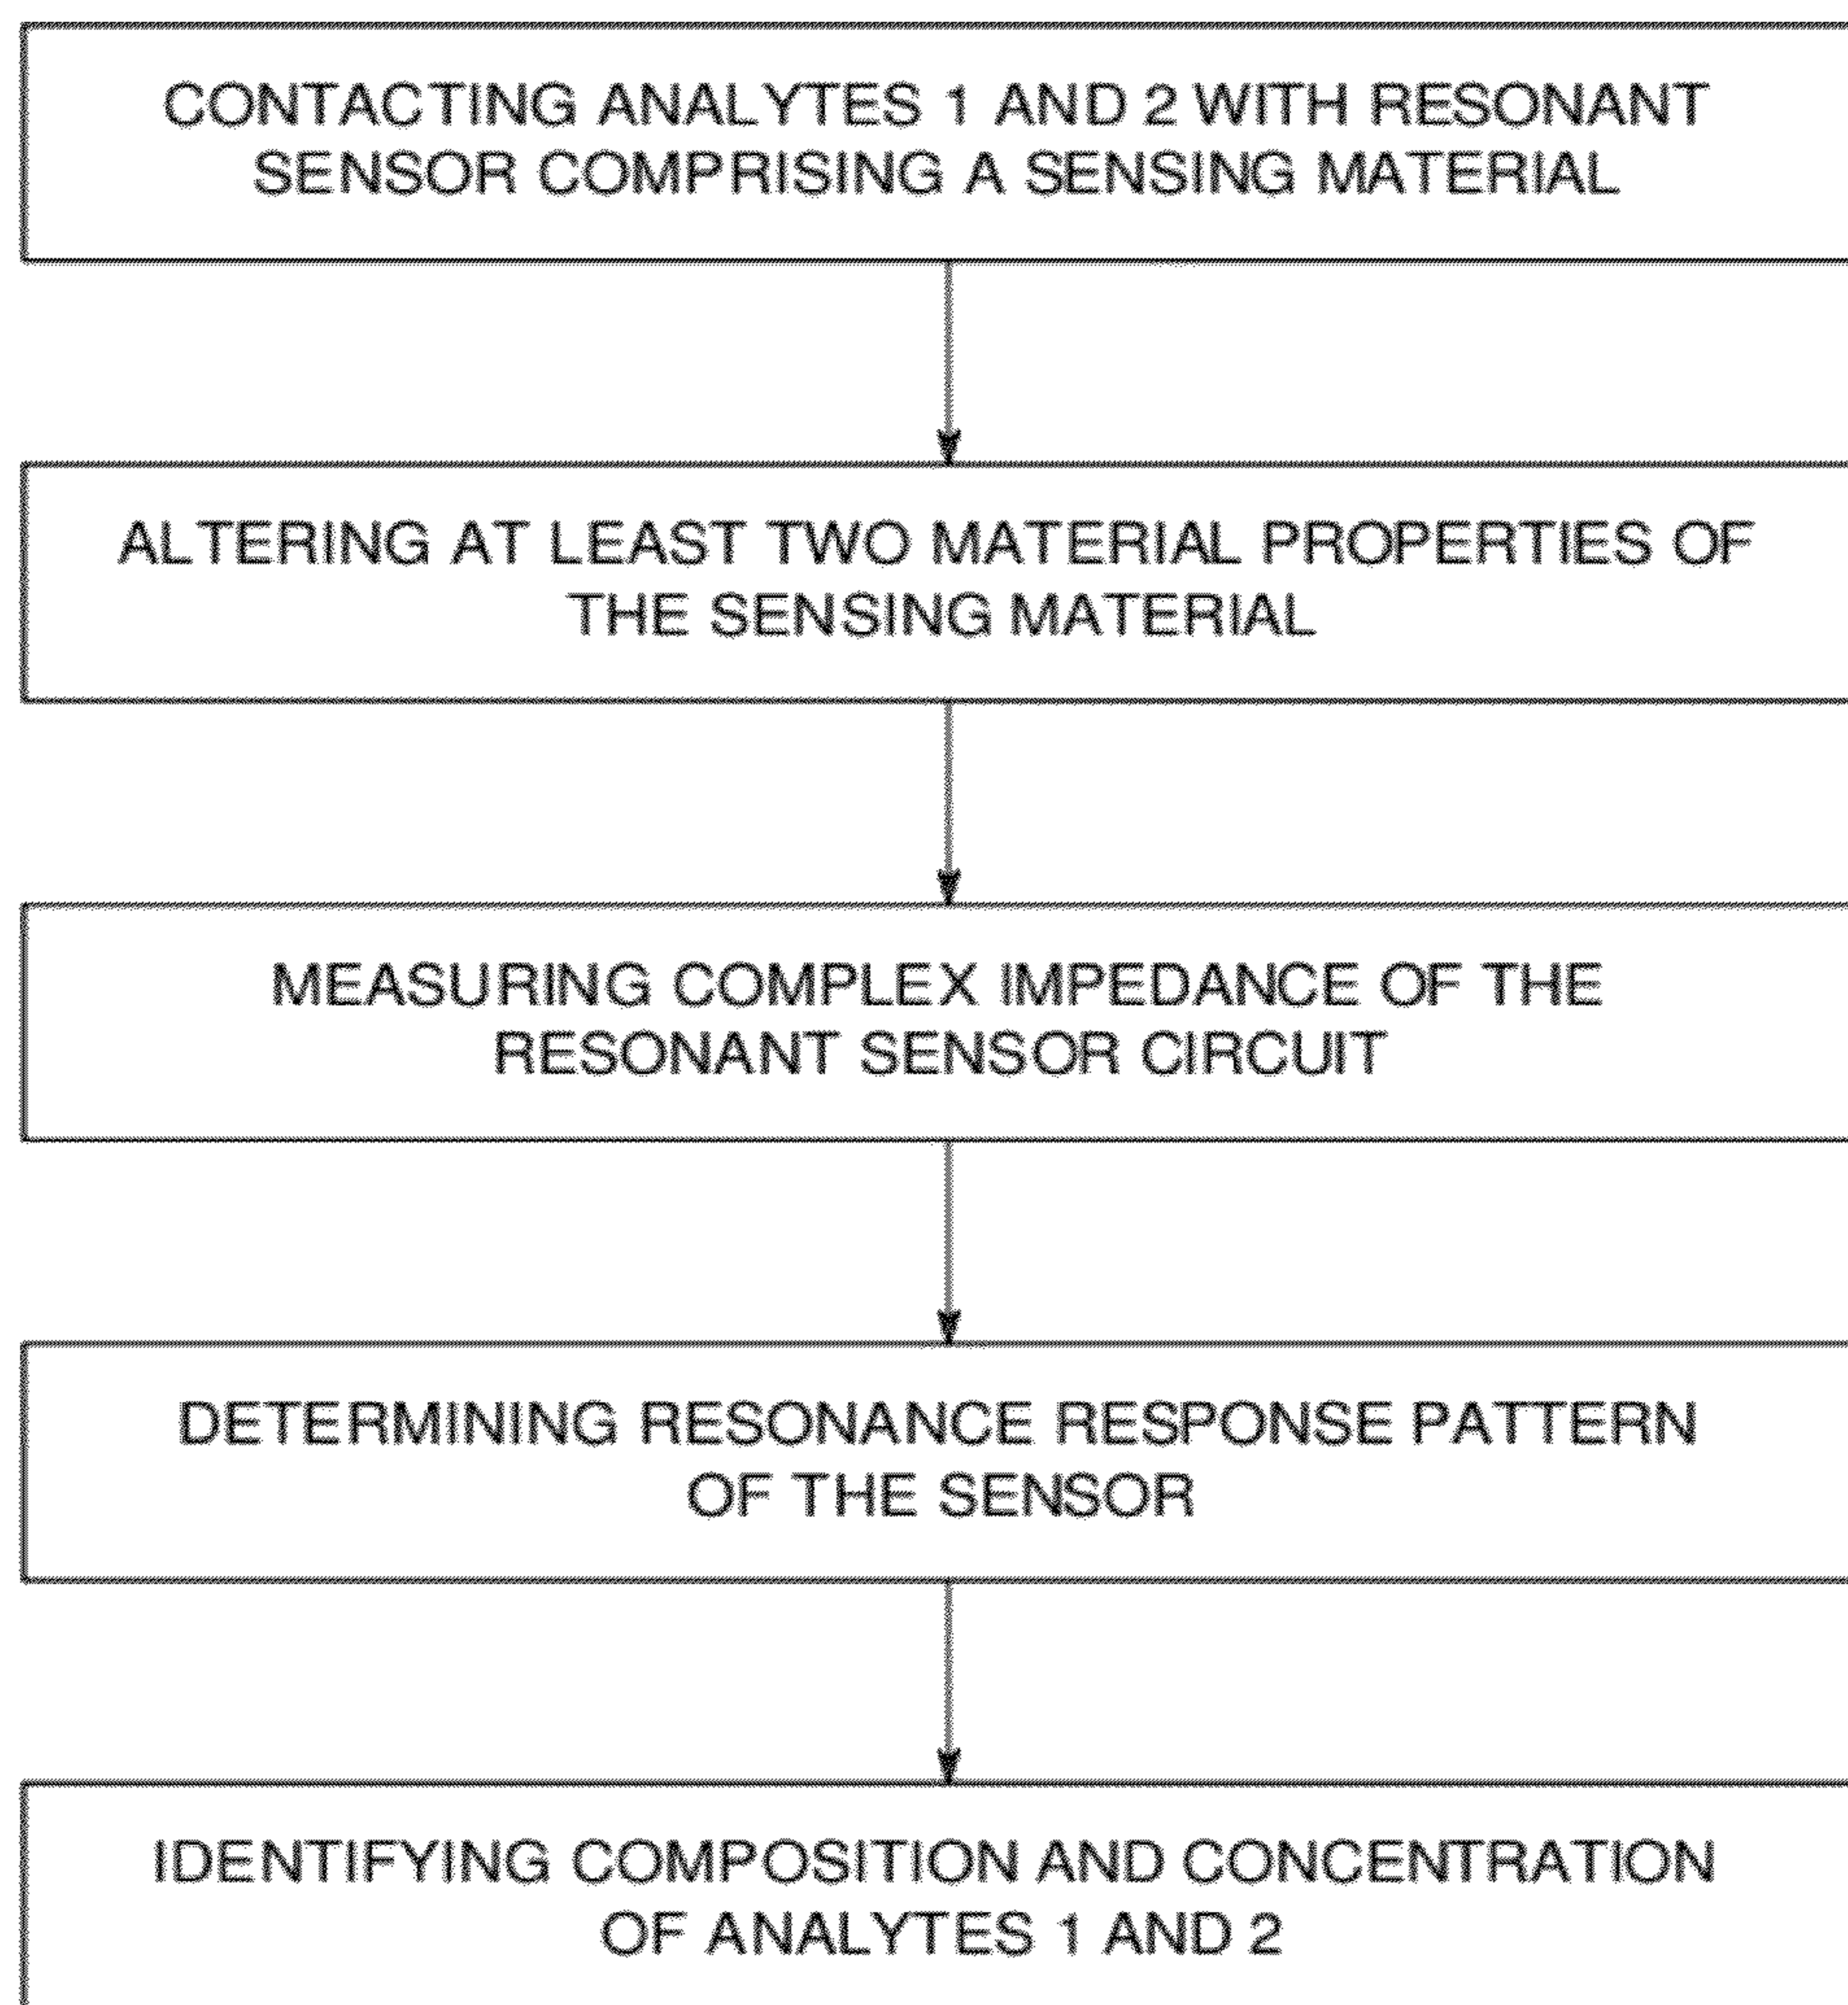 CONTACTING ANALYTES 1 AND 2 WITH RESONANT
SENSOR COMPRISING A SENSING MATERIAL
ALTERING AT LEAST TWO MATERIAL PROPERTIES OF
THE SENSING MATERIAL
MEASURING COMPLEX IMPEDANCE OF THE
RESONANT SENSOR CIRCUIT
DETERMINING RESONANCE RESPONSE PATTERN
OF THE SENSOR
IDENTIFYING COMPOSITION AND CONCENTRATION
OF ANALYTES 1 AND 2